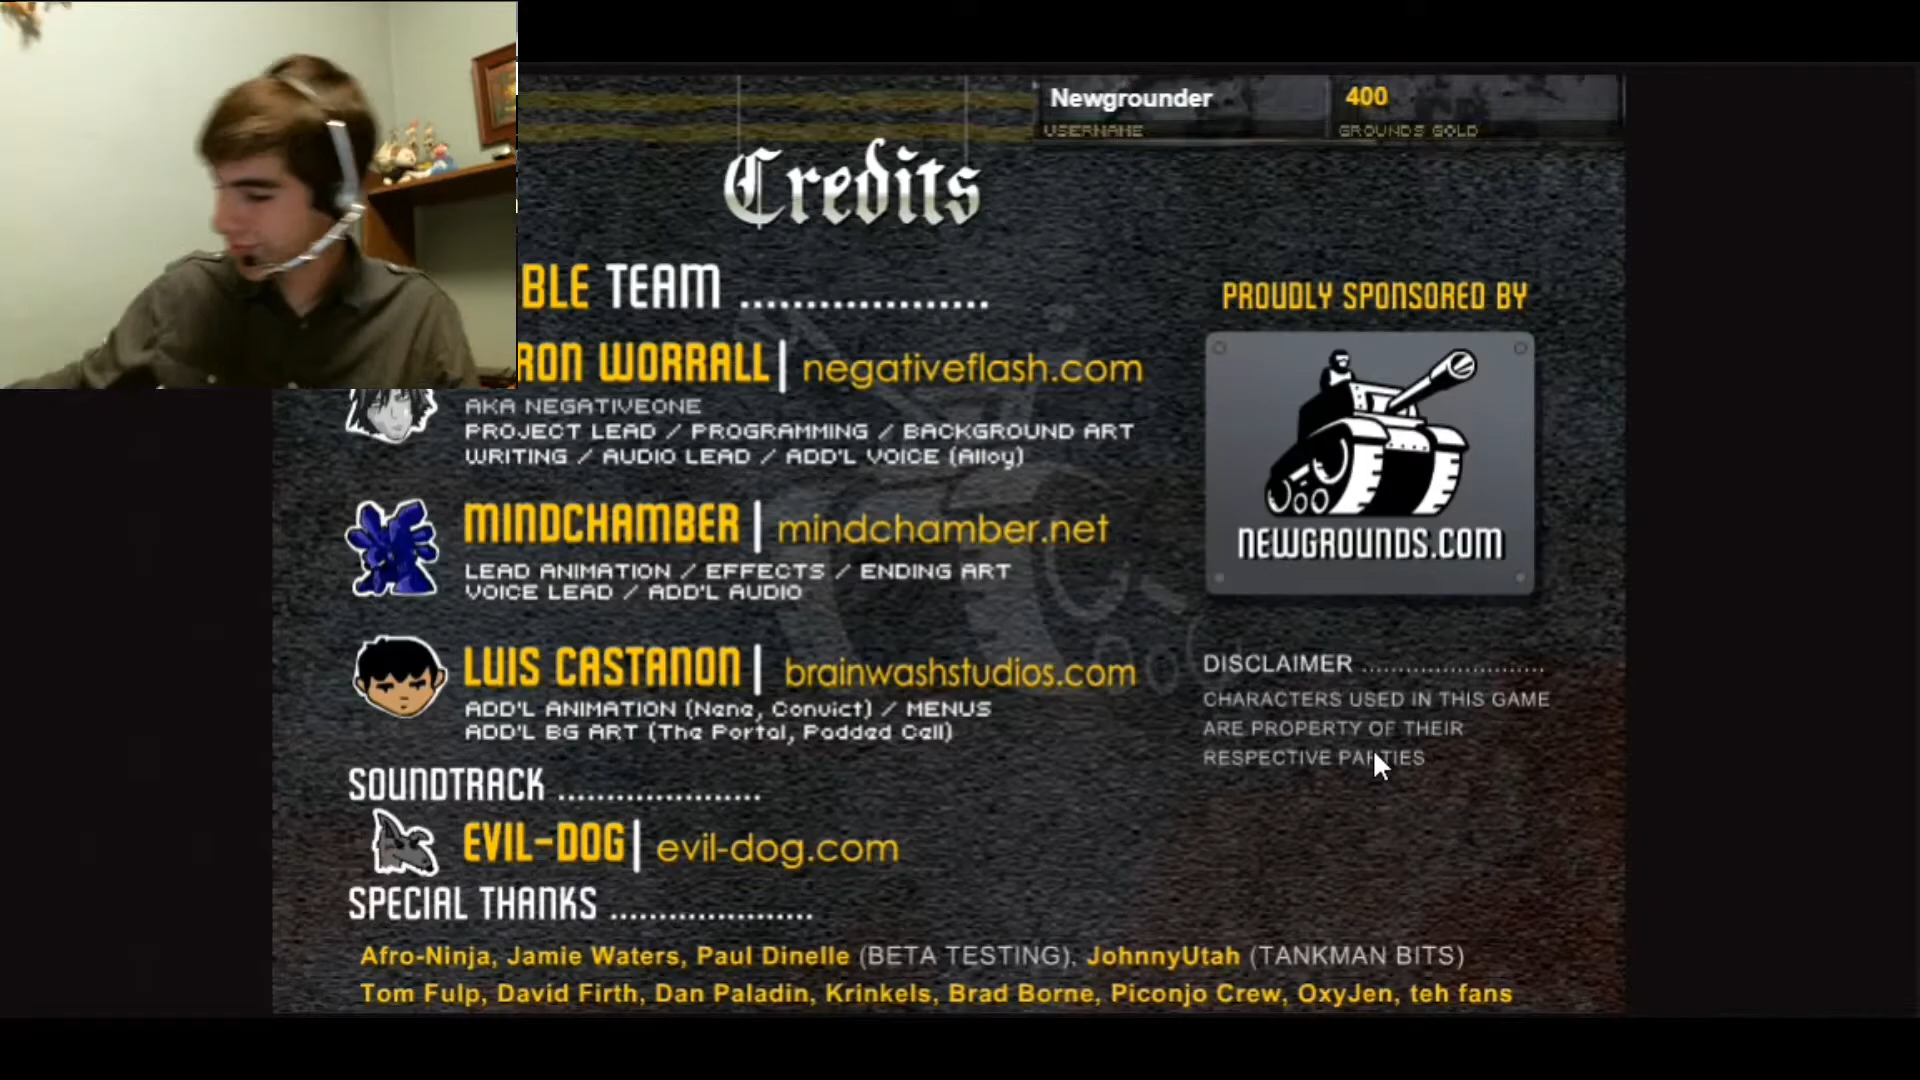 Newgrounder
400
USERNAME
GROUNDS GOLD
Credits
BLE TEAM ...................
PROUDLY SPONSORED BY
RON WORRALL | negativeflash.com
AKA NEGATIVEONE
PROJECT LEAD / PROGRAMMING / BACKGROUND ART
WRITING / AUDIO LEAD / ADD'L VOICE (Alloy)
MINDCHAMBER | mindchamber.net
NEWGROUNDS.COM
LEAD ANIMATION / EFFECTS / ENDING ART
VOICE LEAD / ADD'L AUDIO
LUIS CASTANON | brainwashstudios.com
ADD'L ANIMATION (Nene, Convict) / MENUS
ADD'L BG ART (The Portal, Padded Cell)
DISCLAIMER .........................
CHARACTERS USED IN THIS GAME
ARE PROPERTY OF THEIR
RESPECTIVE PARTIES
SOUNDTRACK .....................
EVIL-DOG | evil-dog.com
SPECIAL THANKS .....................
Afro-Ninja, Jamie Waters, Paul Dinelle (BETA TESTING), JohnnyUtah (TANKMAN BITS)
Tom Fulp, David Firth, Dan Paladin, Krinkels, Brad Borne, Piconjo Crew, OxyJen, teh fans